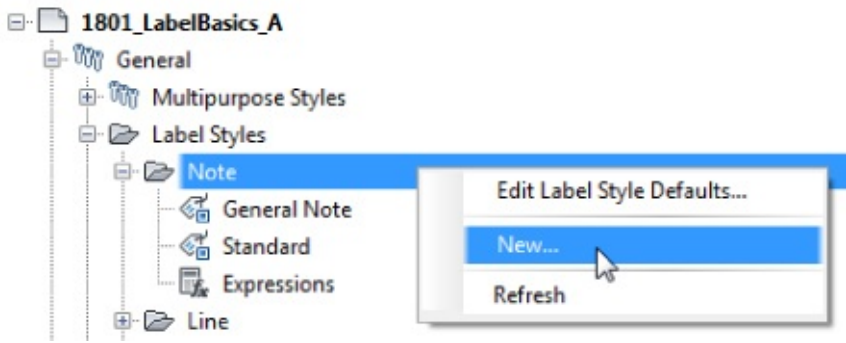 1801_LabelBasics_A
General
Multipurpose Styles
Label Styles
Note
Edit Label Style Defaults...
General Note
New...
Standard
Expressions
Refresh
Line